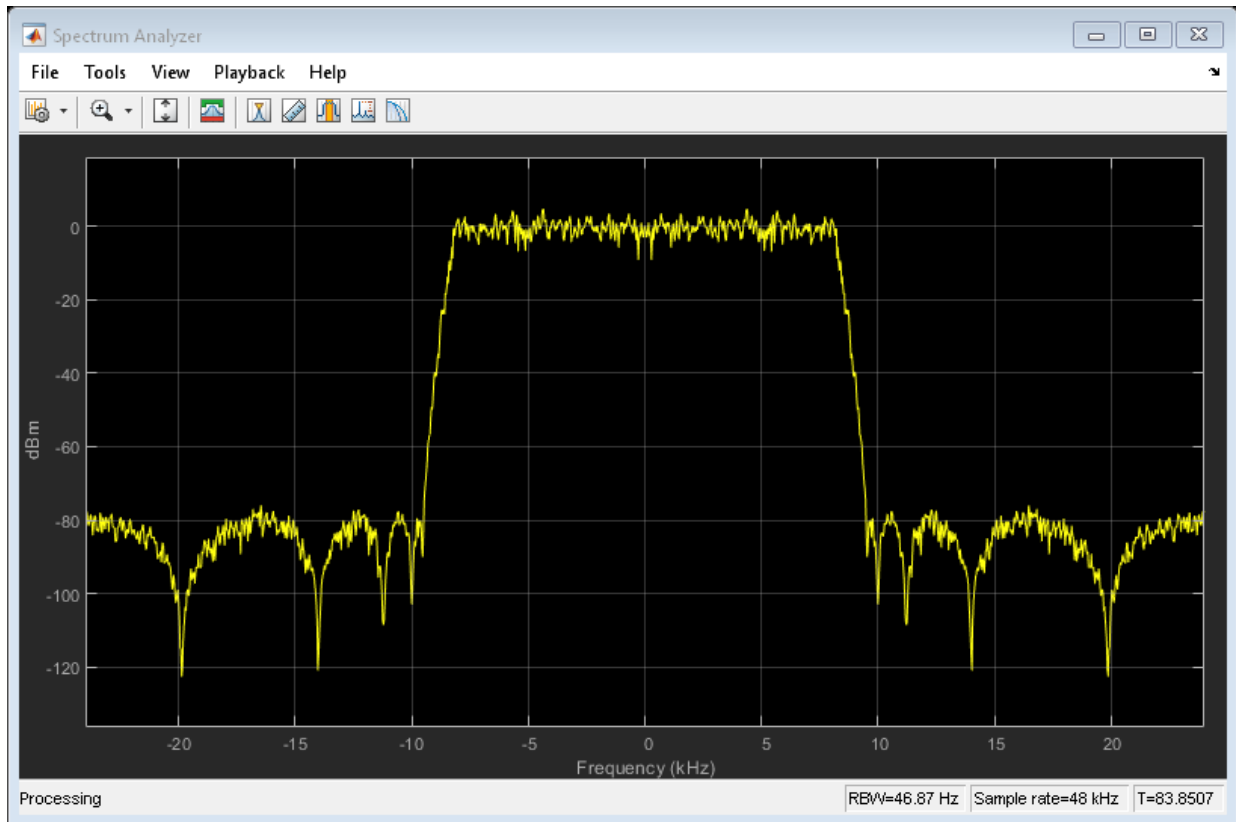 Spectrum Analyzer
File Tools View Playback Help
0
-20
-40
-60
-80
-100
-120
dBm
-20 -15 -10 -5 0 5 10 15 20
Frequency (kHz)
Processing RBW=46.87 Hz Sample rate=48 kHz T=83.8507